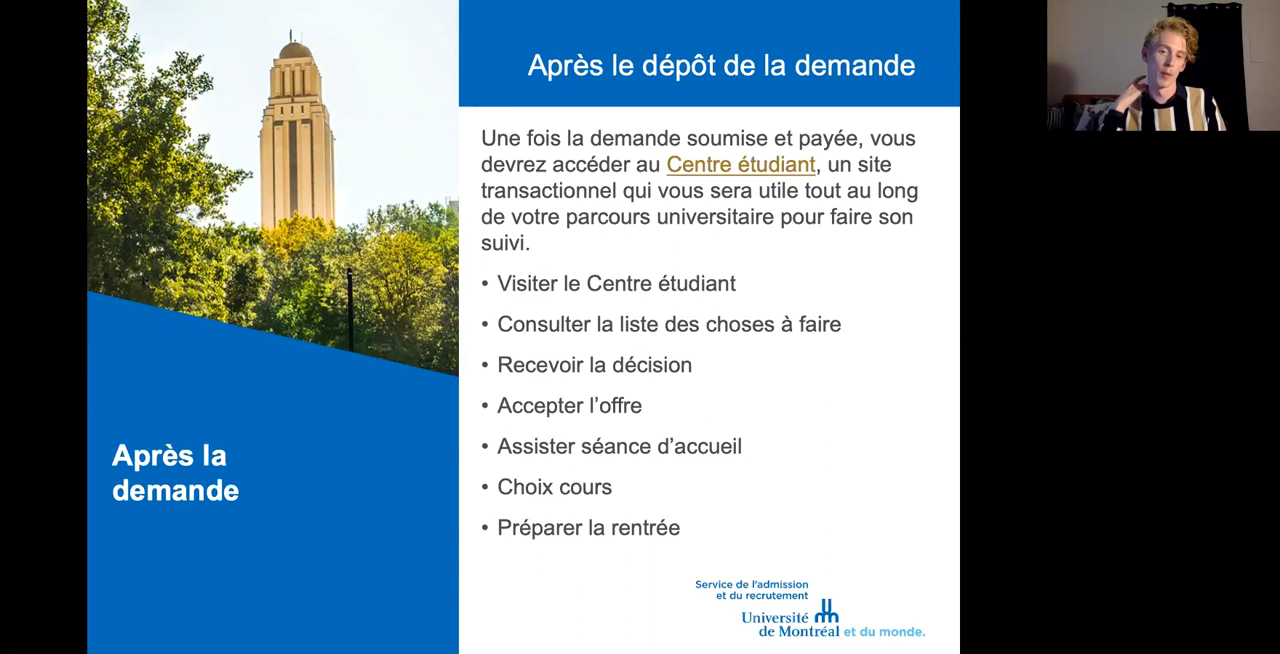 Après le dépôt de la demande
Une fois la demande soumise et payée, vous
devrez accéder au Centre étudiant, un site
transactionnel qui vous sera utile tout au long
de votre parcours universitaire pour faire son
suivi.
• Visiter le Centre étudiant
• Consulter la liste des choses à faire
• Recevoir la décision
• Accepter l’offre
• Assister séance d’accueil
• Choix cours
• Préparer la rentrée
Après la
demande
Service de l’admission
et du recrutement
Université
de Montréal et du monde.